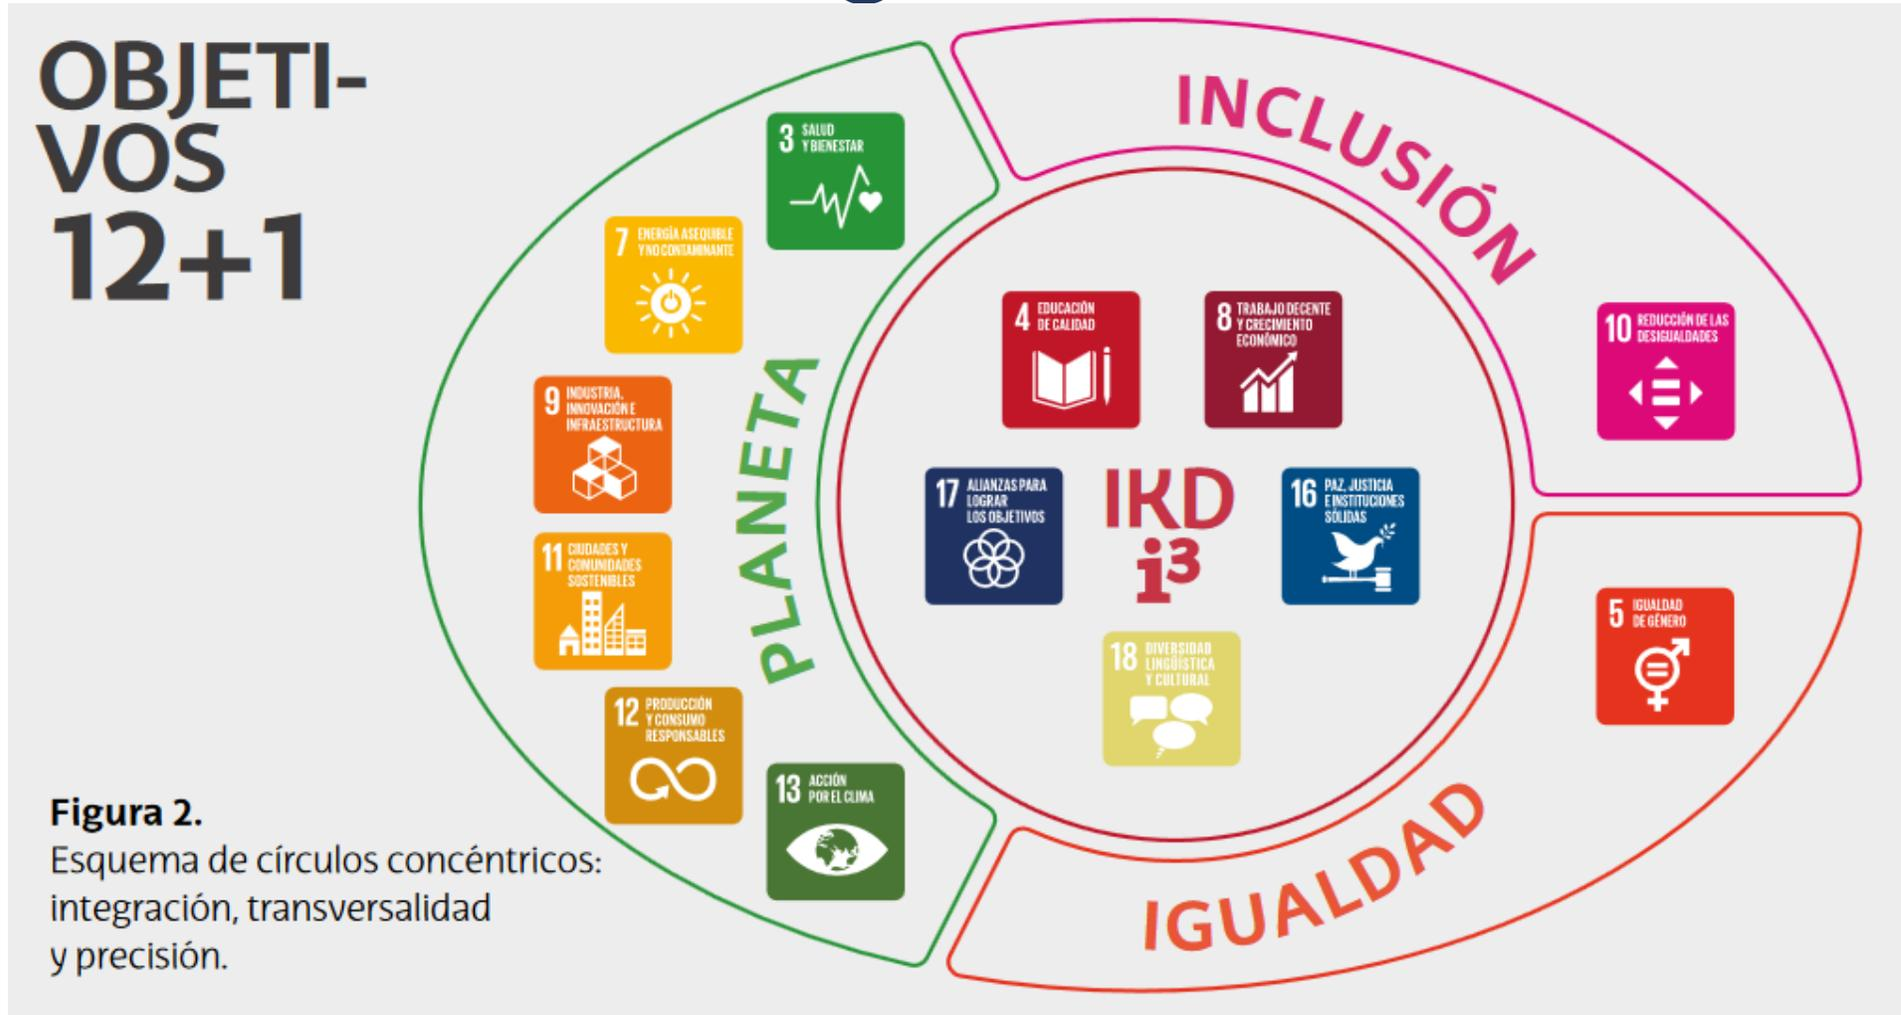 OBJETI-
VOS
12+1
INCLUSIÓN
3 SALUD
Y BIENESTAR
7 ENERGÍA ASEQUIBLE
Y NO CONTAMINANTE
9 INDUSTRIA,
INNOVACIÓN E
INFRAESTRUCTURA
11 CIUDADES Y
COMUNIDADES
SOSTENIBLES
12 PRODUCCIÓN
Y CONSUMO
RESPONSABLES
13 ACCIÓN
POR EL CLIMA
PLANETA
4 EDUCACIÓN
DE CALIDAD
8 TRABAJO DECENTE
Y CRECIMIENTO
ECONÓMICO
17 ALIANZAS PARA
LOGRAR
LOS OBJETIVOS
IKD
i³
16 PAZ, JUSTICIA
E INSTITUCIONES
SÓLIDAS
18 DIVERSIDAD
LINGÜÍSTICA
Y CULTURAL
10 REDUCCIÓN DE LAS
DESIGUALDADES
5 IGUALDAD
DE GÉNERO
IGUALDAD
Figura 2.
Esquema de círculos concéntricos:
integración, transversalidad
y precisión.